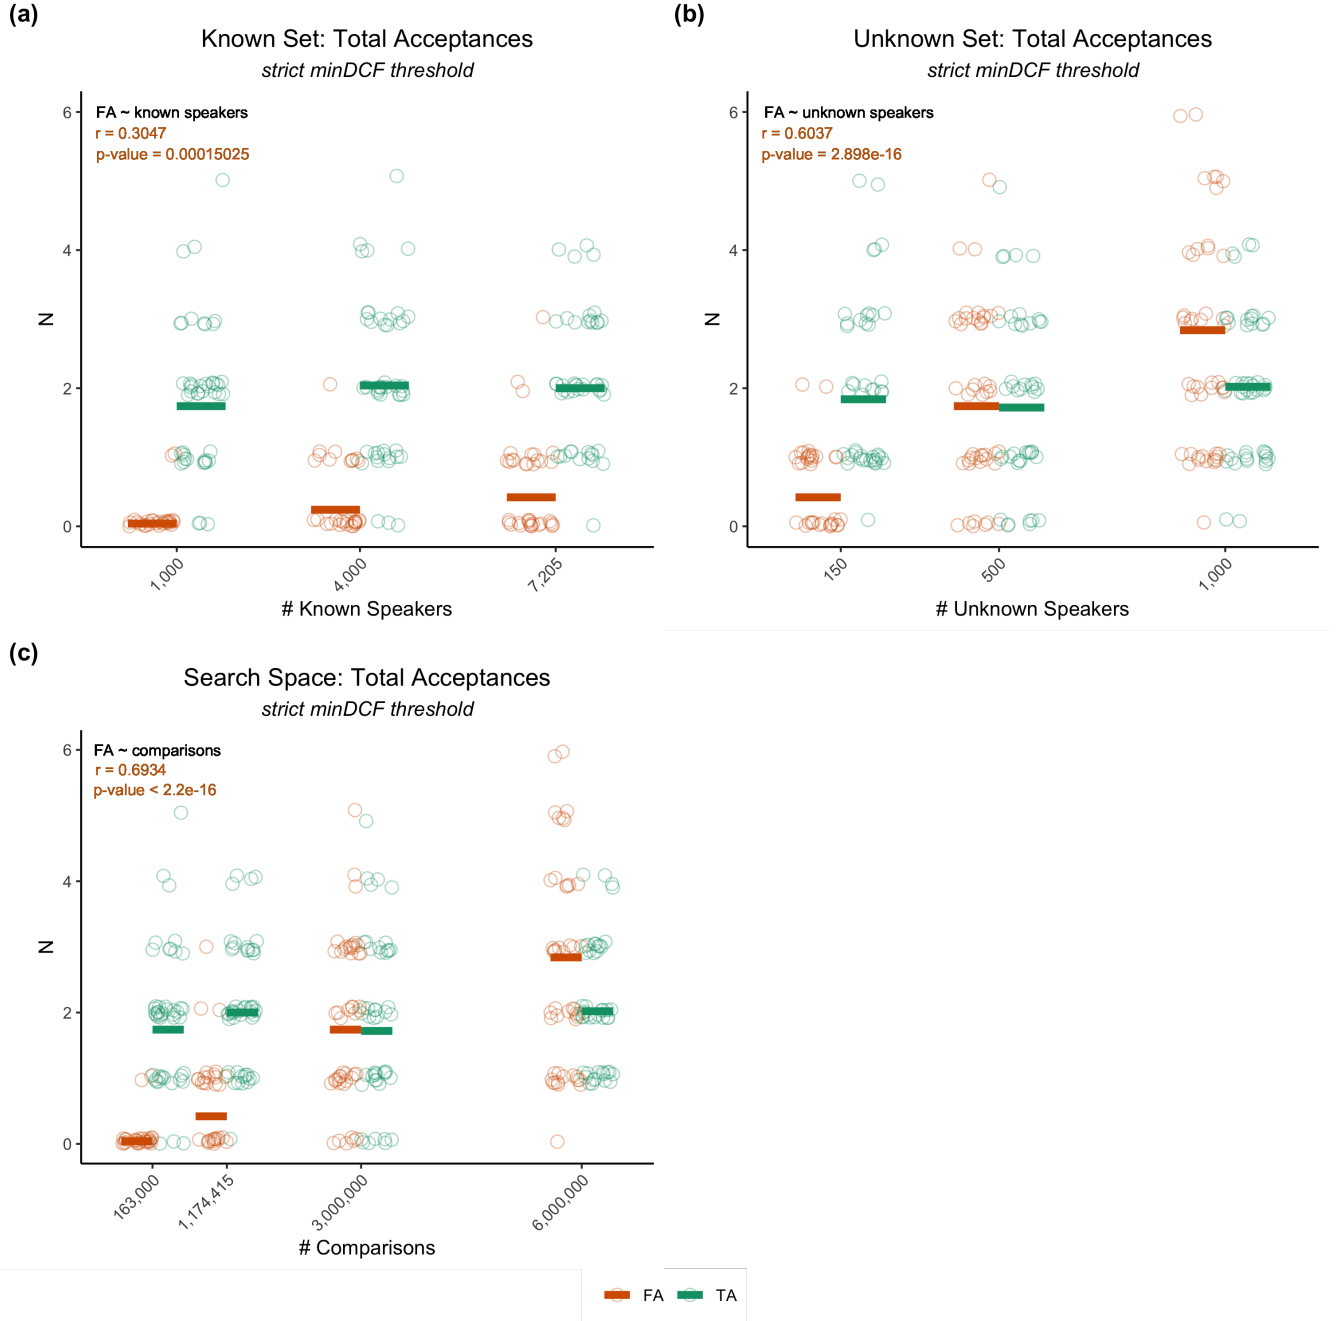 (a)
Known Set: Total Acceptances
strict minDCF threshold
FA ~ known speakers
r = 0.3047
p-value = 0.00015025
N
6
4
2
0
1,000
4,000
7,205
# Known Speakers
(b)
Unknown Set: Total Acceptances
strict minDCF threshold
FA ~ unknown speakers
r = 0.6037
p-value = 2.898e-16
N
6
4
2
0
150
500
1,000
# Unknown Speakers
(c)
Search Space: Total Acceptances
strict minDCF threshold
FA ~ comparisons
r = 0.6934
p-value < 2.2e-16
N
6
4
2
0
163,000
1,174,415
3,000,000
6,000,000
# Comparisons
FA TA